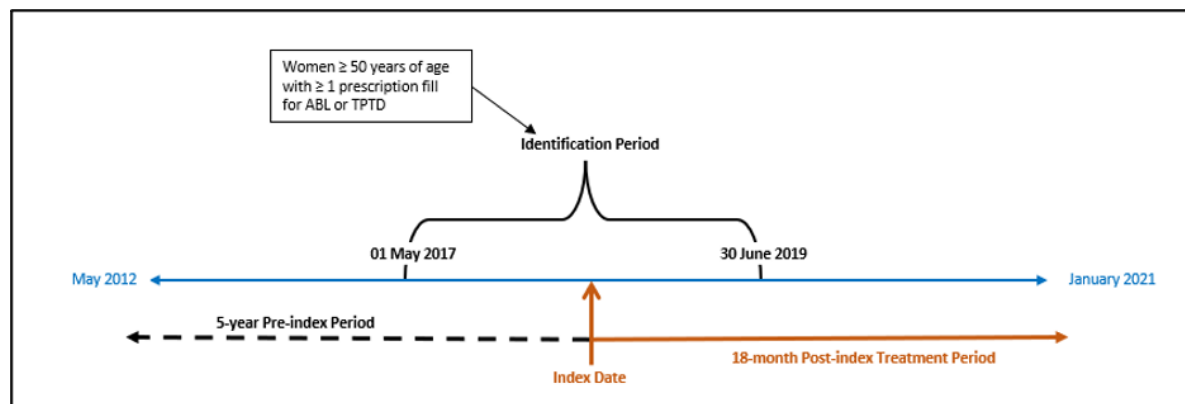 Women ≥ 50 years of age
with ≥ 1 prescription fill
for ABL or TPTD
Identification Period
01 May 2017
30 June 2019
May 2012
January 2021
5-year Pre-index Period
18-month Post-index Treatment Period
Index Date